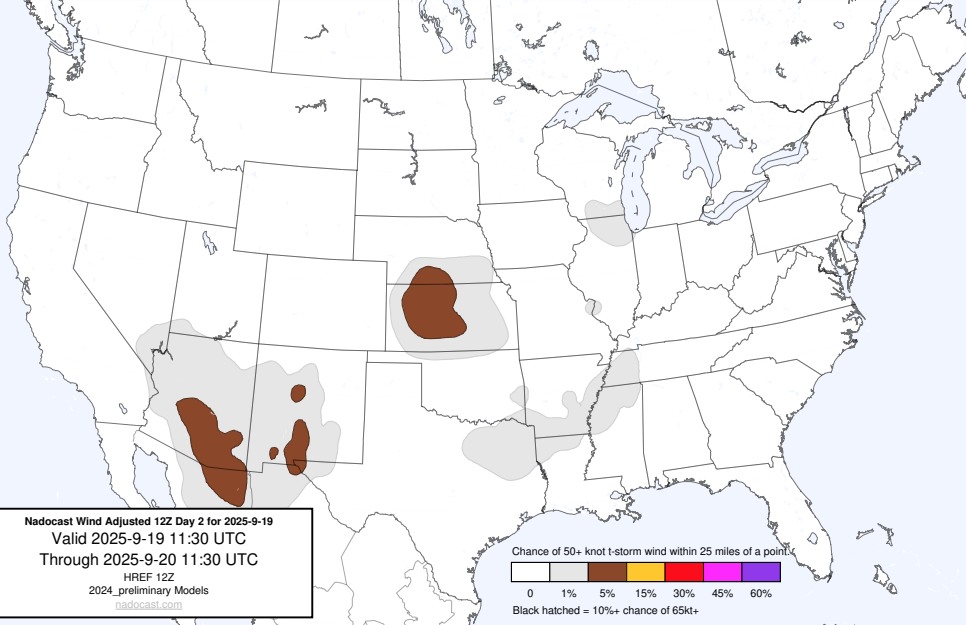 Nadocast Wind Adjusted 12Z Day 2 for 2025-9-19
Valid 2025-9-19 11:30 UTC
Through 2025-9-20 11:30 UTC
HREF 12Z
2024_preliminary Models
nadocast.com
Chance of 50+ knot t-storm wind within 25 miles of a point.
0 1% 5% 15% 30% 45% 60%
Black hatched = 10%+ chance of 65kt+